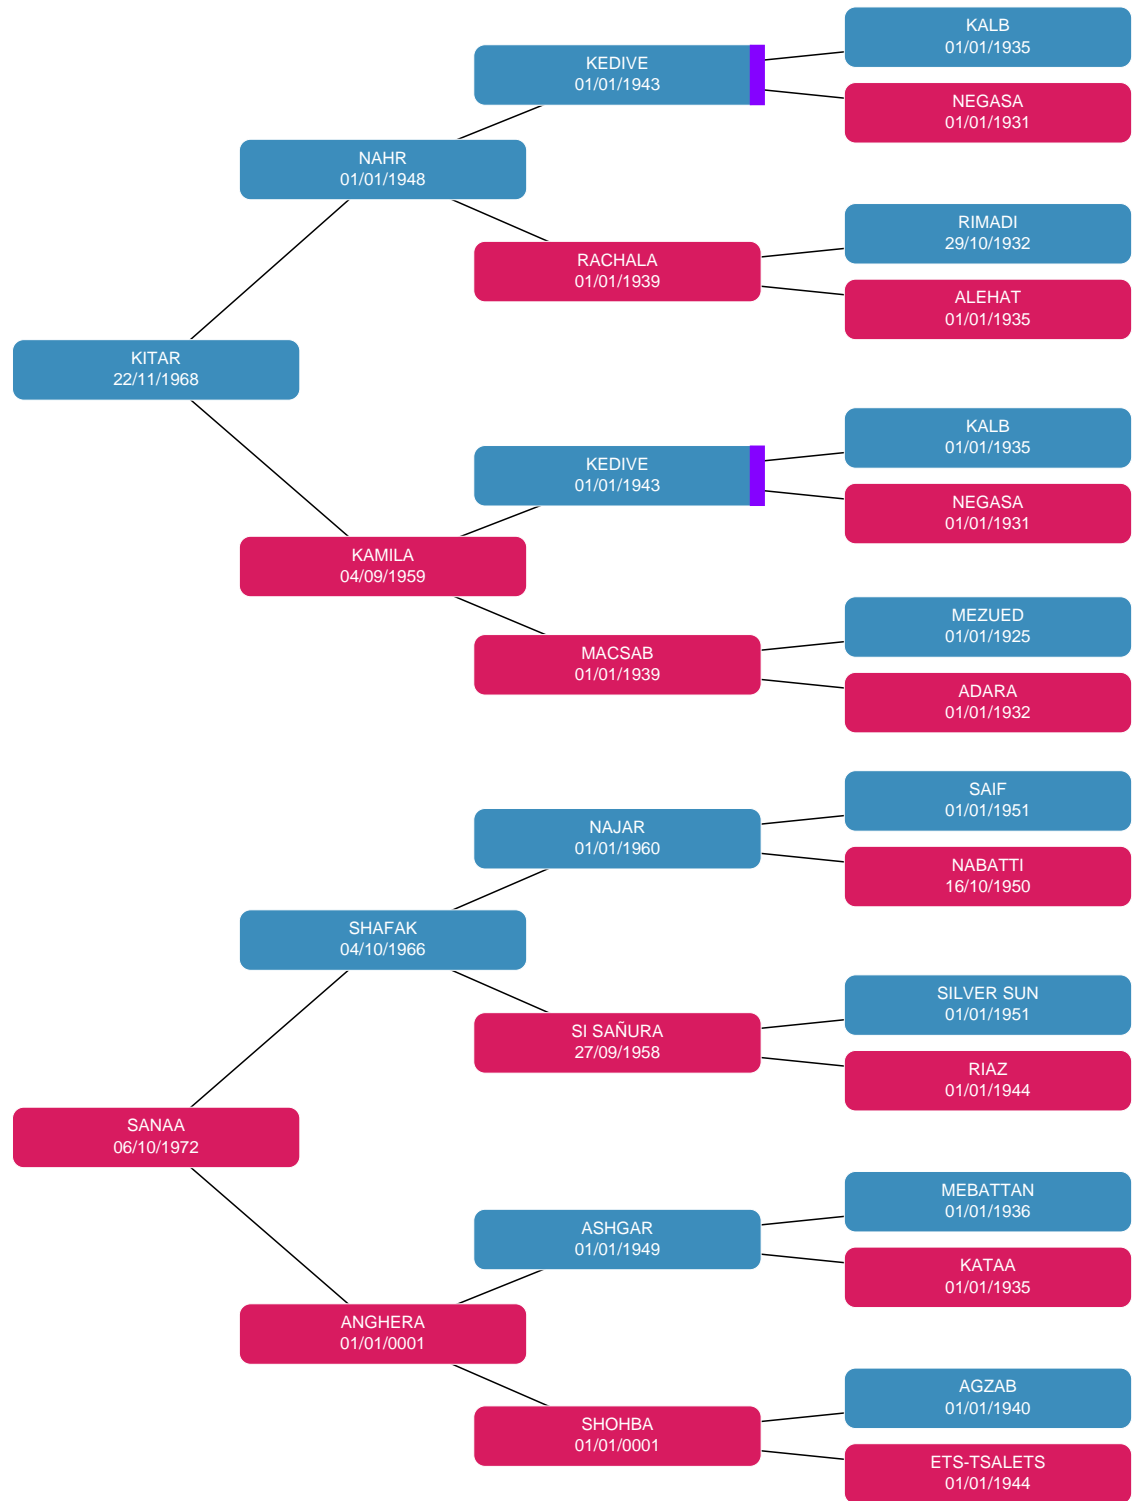 KALB
01/01/1935
KEDIVE
01/01/1943
NEGASA
01/01/1931
NAHR
01/01/1948
RIMADI
29/10/1932
RACHALA
01/01/1939
ALEHAT
01/01/1935
KITAR
22/11/1968
KALB
01/01/1935
KEDIVE
01/01/1943
NEGASA
01/01/1931
KAMILA
04/09/1959
MEZUED
01/01/1925
MACSAB
01/01/1939
ADARA
01/01/1932
SAIF
01/01/1951
NAJAR
01/01/1960
NABATTI
16/10/1950
SHAFAK
04/10/1966
SILVER SUN
01/01/1951
SI SAÑURA
27/09/1958
RIAZ
01/01/1944
SANAA
06/10/1972
MEBATTAN
01/01/1936
ASHGAR
01/01/1949
KATAA
01/01/1935
ANGHERA
01/01/0001
AGZAB
01/01/1940
SHOHBA
01/01/0001
ETS-TSALETS
01/01/1944